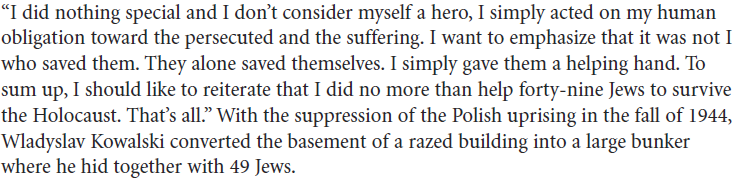 “I did nothing special and I don’t consider myself a hero, I simply acted on my human
obligation toward the persecuted and the suffering. I want to emphasize that it was not I
who saved them. They alone saved themselves. I simply gave them a helping hand. To
sum up, I should like to reiterate that I did no more than help forty-nine Jews to survive
the Holocaust. That’s all.” With the suppression of the Polish uprising in the fall of 1944,
Wladyslav Kowalski converted the basement of a razed building into a large bunker
where he hid together with 49 Jews.